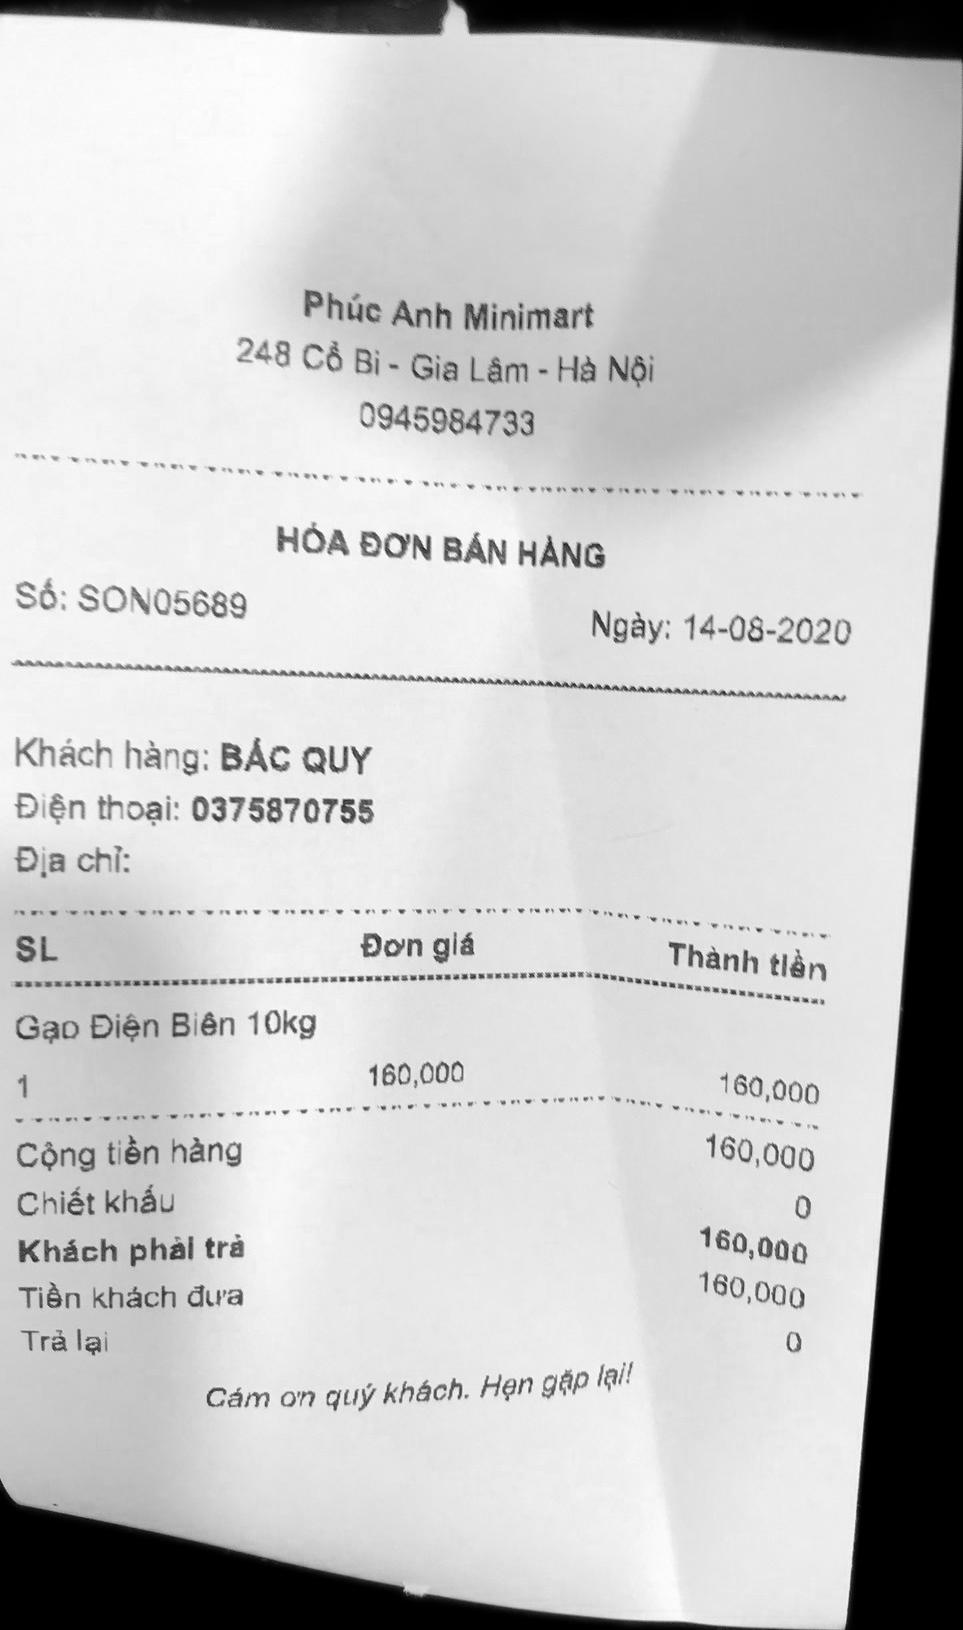 Phúc Anh Minimart
248 Cổ Bi - Gia Lâm - Hà Nội
0945984733
HÓA ĐƠN BÁN HÀNG
Số: SON05689 Ngày: 14-08-2020
Khách hàng: BÁC QUY
Điện thoại: 0375870755
Địa chỉ:
SL Đơn giá Thành tiền
Gạo Điện Biên 10kg
1 160,000 160,000
Cộng tiền hàng 160,000
Chiết khấu 0
Khách phải trả 160,000
Tiền khách đưa 160,000
Trả lại 0
Cám ơn quý khách. Hẹn gặp lại!